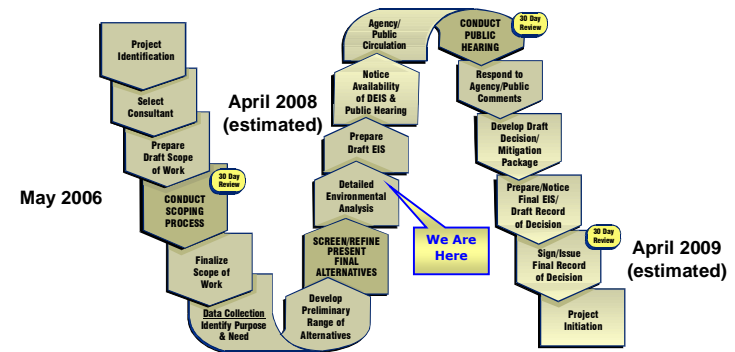 Project
Identification
Select
Consultant
Prepare
Draft Scope
of Work
May 2006
30 Day
Review
CONDUCT
SCOPING
PROCESS
Finalize
Scope of
Work
Data Collection
Identify Purpose
& Need
Develop
Preliminary
Range of
Alternatives
SCREEN/REFINE
PRESENT
FINAL
ALTERNATIVES
Detailed
Environmental
Analysis
We Are
Here
Prepare
Draft EIS
April 2008
(estimated)
Notice
Availability
of DEIS &
Public Hearing
Agency/
Public
Circulation
CONDUCT
PUBLIC
HEARING
30 Day
Review
Respond to
Agency/Public
Comments
Develop Draft
Decision/
Mitigation
Package
Prepare/Notice
Final EIS/
Draft Record
of Decision
30 Day
Review
Sign/Issue
Final Record
of Decision
April 2009
(estimated)
Project
Initiation